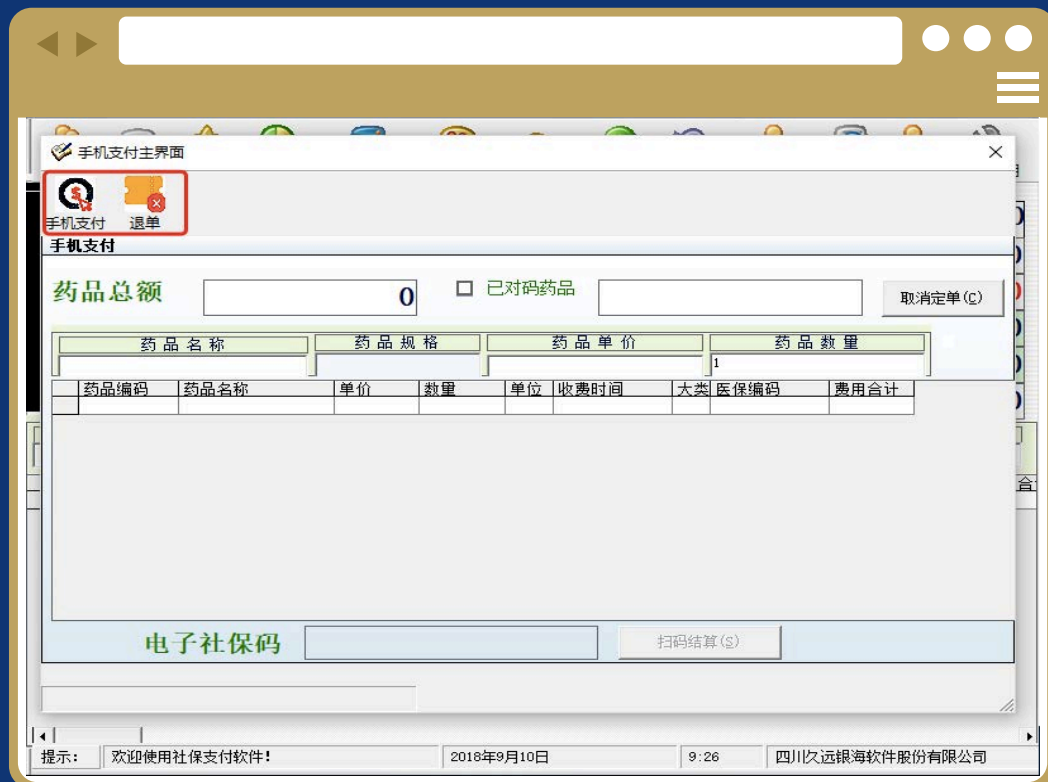 手机支付主界面
手机支付 退单
手机支付
药品总额 0 已对码药品 取消定单(C)
药品名称 药品规格 药品单价 药品数量
1
药品编码 药品名称 单价 数量 单位 收费时间 大类 医保编码 费用合计
合
电子社保码 扫码结算(S)
提示: 欢迎使用社保支付软件! 2018年9月10日 9:26 四川久远银海软件股份有限公司